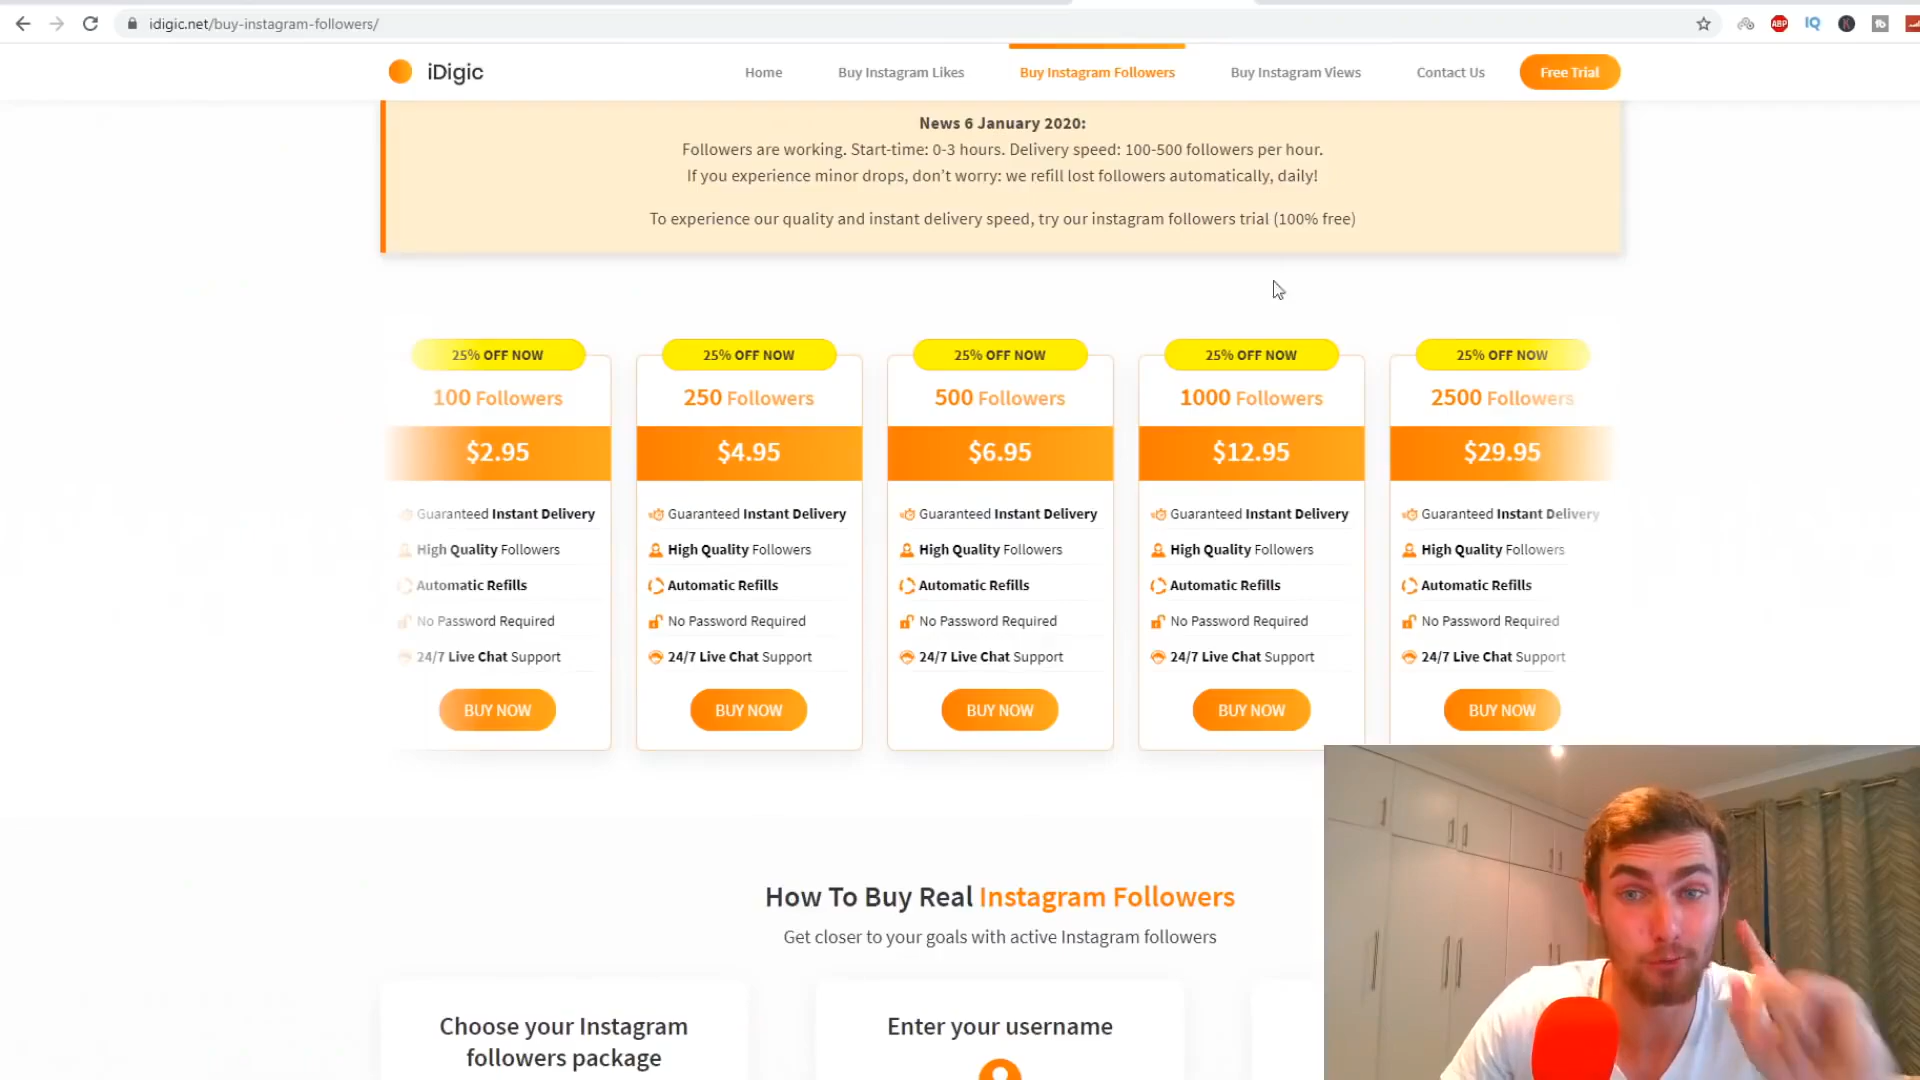 idigic.net/buy-instagram-followers/
ABP
IQ
iDigic
Home
Buy Instagram Likes
Buy Instagram Followers
Buy Instagram Views
Contact Us
Free Trial
News 6 January 2020:
Followers are working. Start-time: 0-3 hours. Delivery speed: 100-500 followers per hour.
If you experience minor drops, don’t worry: we refill lost followers automatically, daily!
To experience our quality and instant delivery speed, try our instagram followers trial (100% free)
25% OFF NOW
100 Followers
$2.95
Guaranteed Instant Delivery
High Quality Followers
Automatic Refills
No Password Required
24/7 Live Chat Support
BUY NOW
25% OFF NOW
250 Followers
$4.95
Guaranteed Instant Delivery
High Quality Followers
Automatic Refills
No Password Required
24/7 Live Chat Support
BUY NOW
25% OFF NOW
500 Followers
$6.95
Guaranteed Instant Delivery
High Quality Followers
Automatic Refills
No Password Required
24/7 Live Chat Support
BUY NOW
25% OFF NOW
1000 Followers
$12.95
Guaranteed Instant Delivery
High Quality Followers
Automatic Refills
No Password Required
24/7 Live Chat Support
BUY NOW
25% OFF NOW
2500 Followers
$29.95
Guaranteed Instant Delivery
High Quality Followers
Automatic Refills
No Password Required
24/7 Live Chat Support
BUY NOW
How To Buy Real Instagram Followers
Get closer to your goals with active Instagram followers
Choose your Instagram
followers package
Enter your username